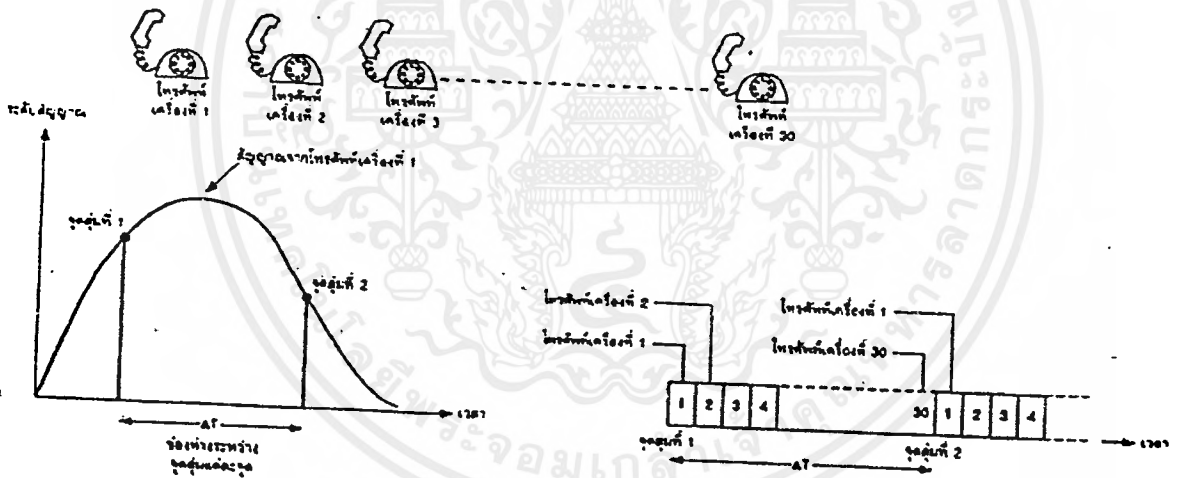 โทรศัพท์
เครื่องที่ 1
โทรศัพท์
เครื่องที่ 2
โทรศัพท์
เครื่องที่ 3
โทรศัพท์
เครื่องที่ 30
ระดับสัญญาณ
สัญญาณจากโทรศัพท์เครื่องที่ 1
จุดสุ่มที่ 1
จุดสุ่มที่ 2
เวลา
ΔT
ช่องห่างระหว่าง
จุดสุ่มแต่ละจุด
โทรศัพท์เครื่องที่ 2
โทรศัพท์เครื่องที่ 1
โทรศัพท์เครื่องที่ 1
โทรศัพท์เครื่องที่ 30
1 2 3 4 30 1 2 3 4
เวลา
จุดสุ่มที่ 1
จุดสุ่มที่ 2
ΔT